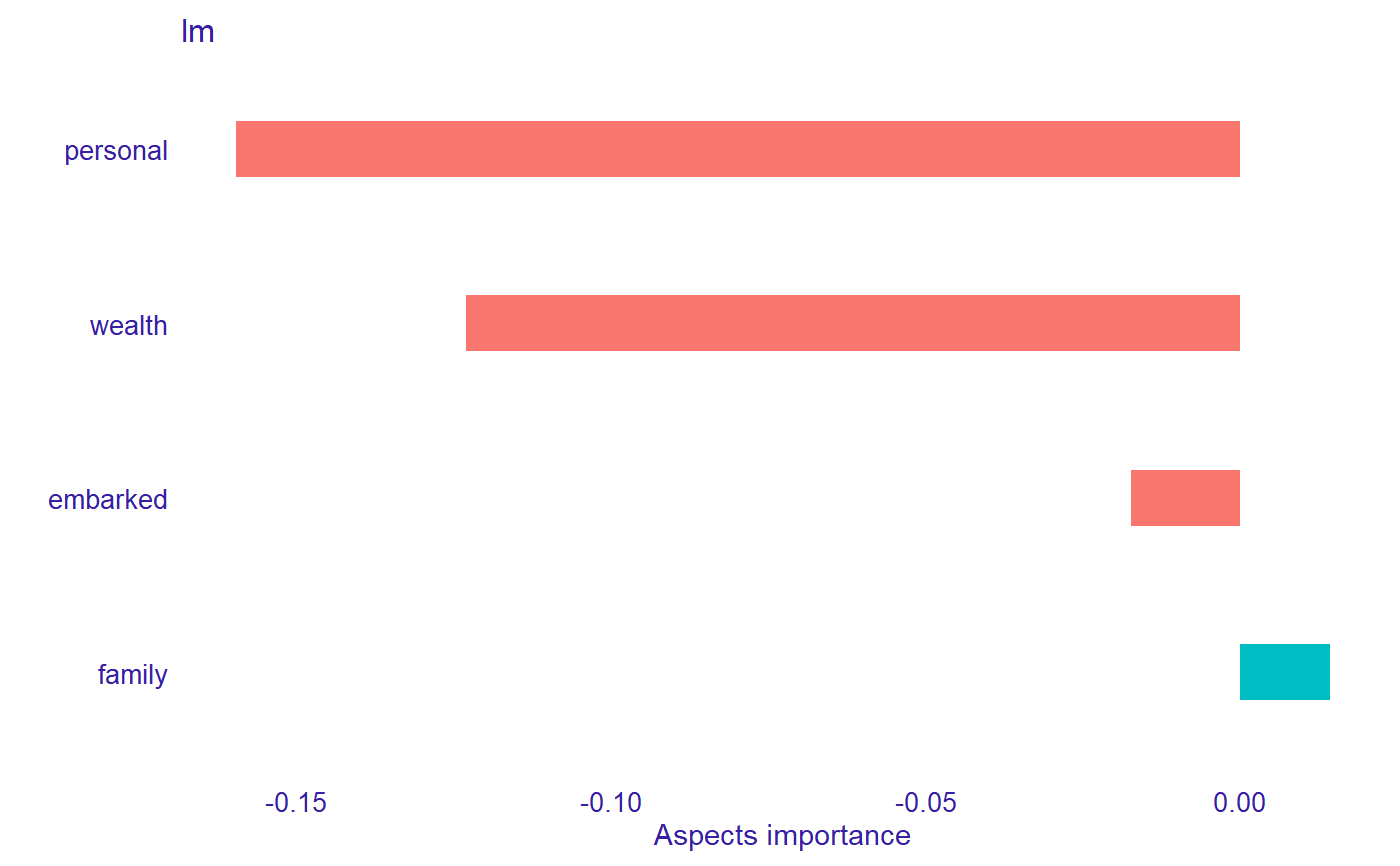 lm
personal
wealth
embarked
family
-0.15 -0.10 -0.05 0.00
Aspects importance